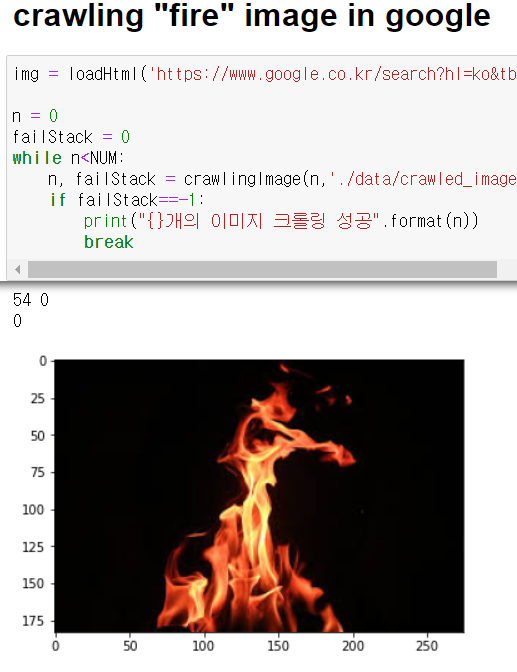 crawling "fire" image in google
img = loadHtml('https://www.google.co.kr/search?hl=ko&tb
n = 0
failStack = 0
while n<NUM:
n, failStack = crawlingImage(n,'./data/crawled_image
if failStack==-1:
print("{}개의 이미지 크롤링 성공".format(n))
break
54 0
0
0
25
50
75
100
125
150
175
0 50 100 150 200 250